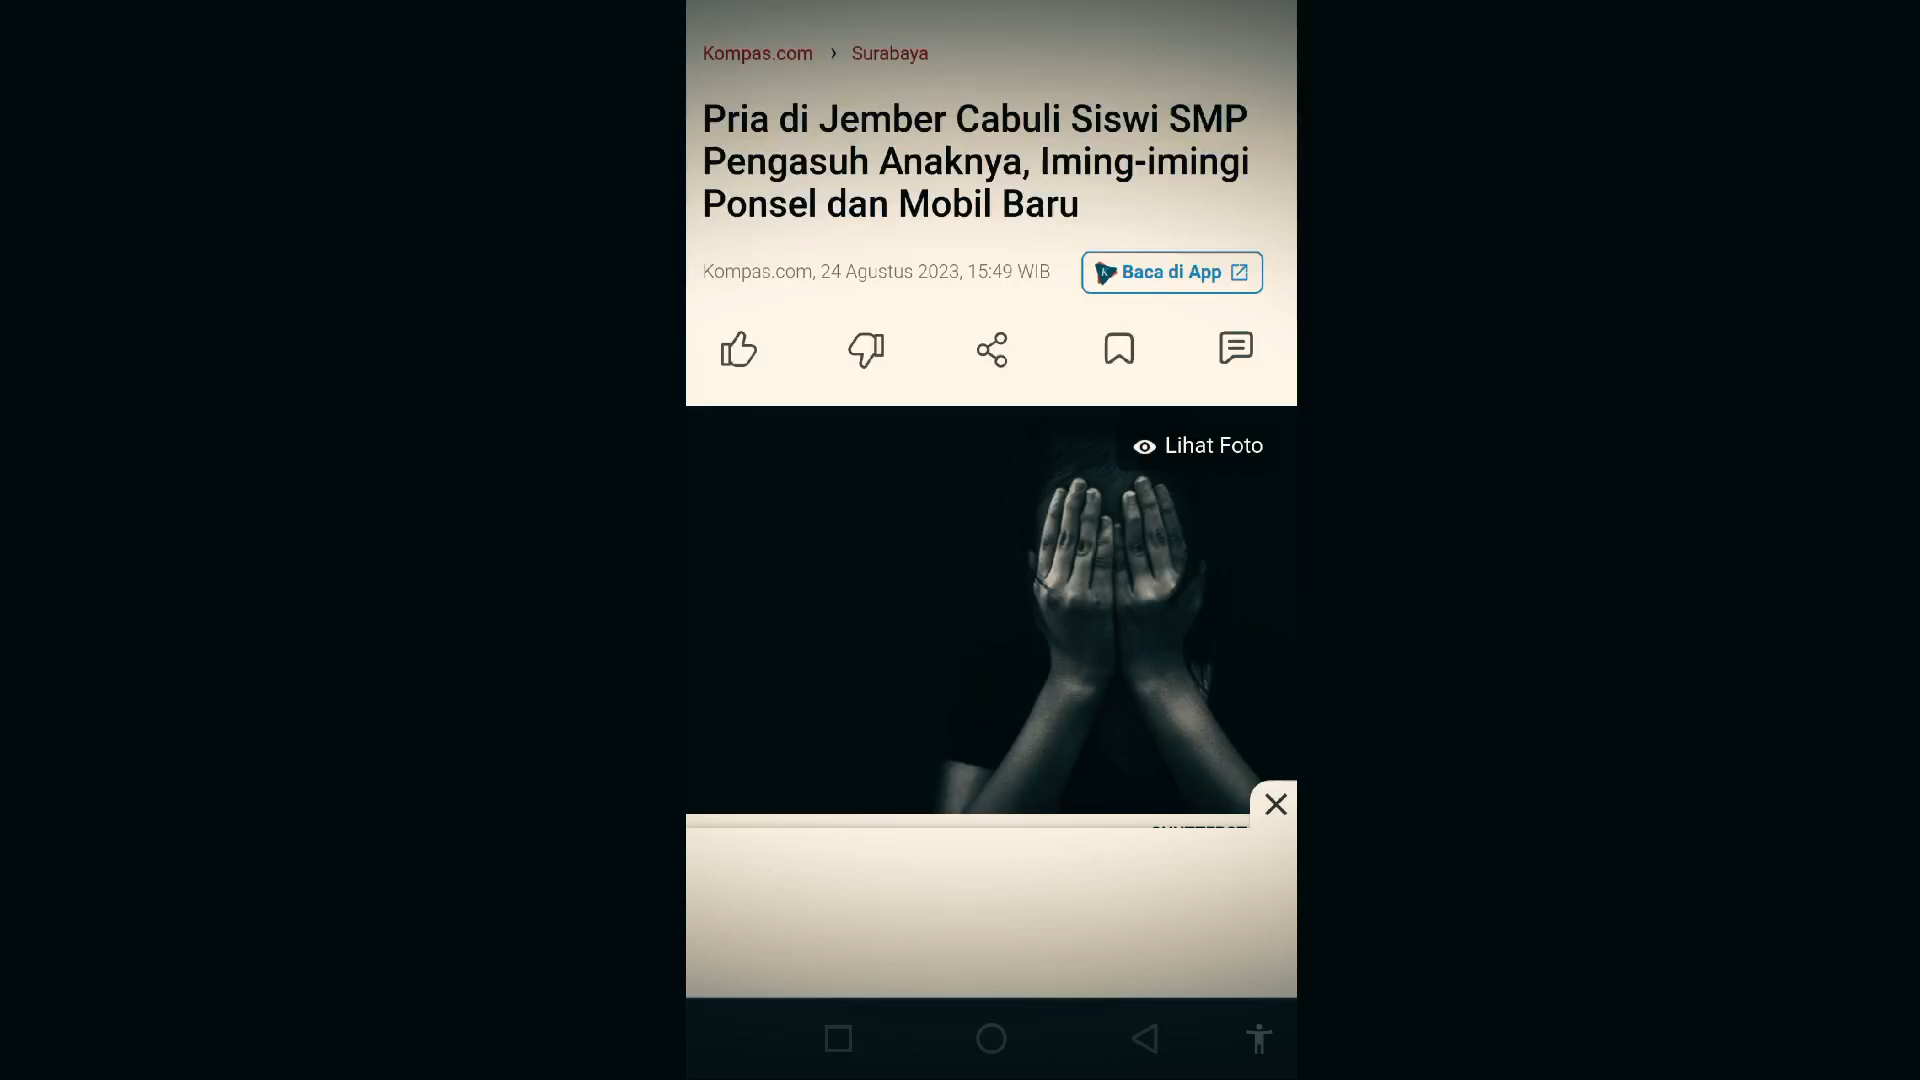 Kompas.com › Surabaya
Pria di Jember Cabuli Siswi SMP
Pengasuh Anaknya, Iming-imingi
Ponsel dan Mobil Baru
Kompas.com, 24 Agustus 2023, 15:49 WIB
Baca di App
Lihat Foto